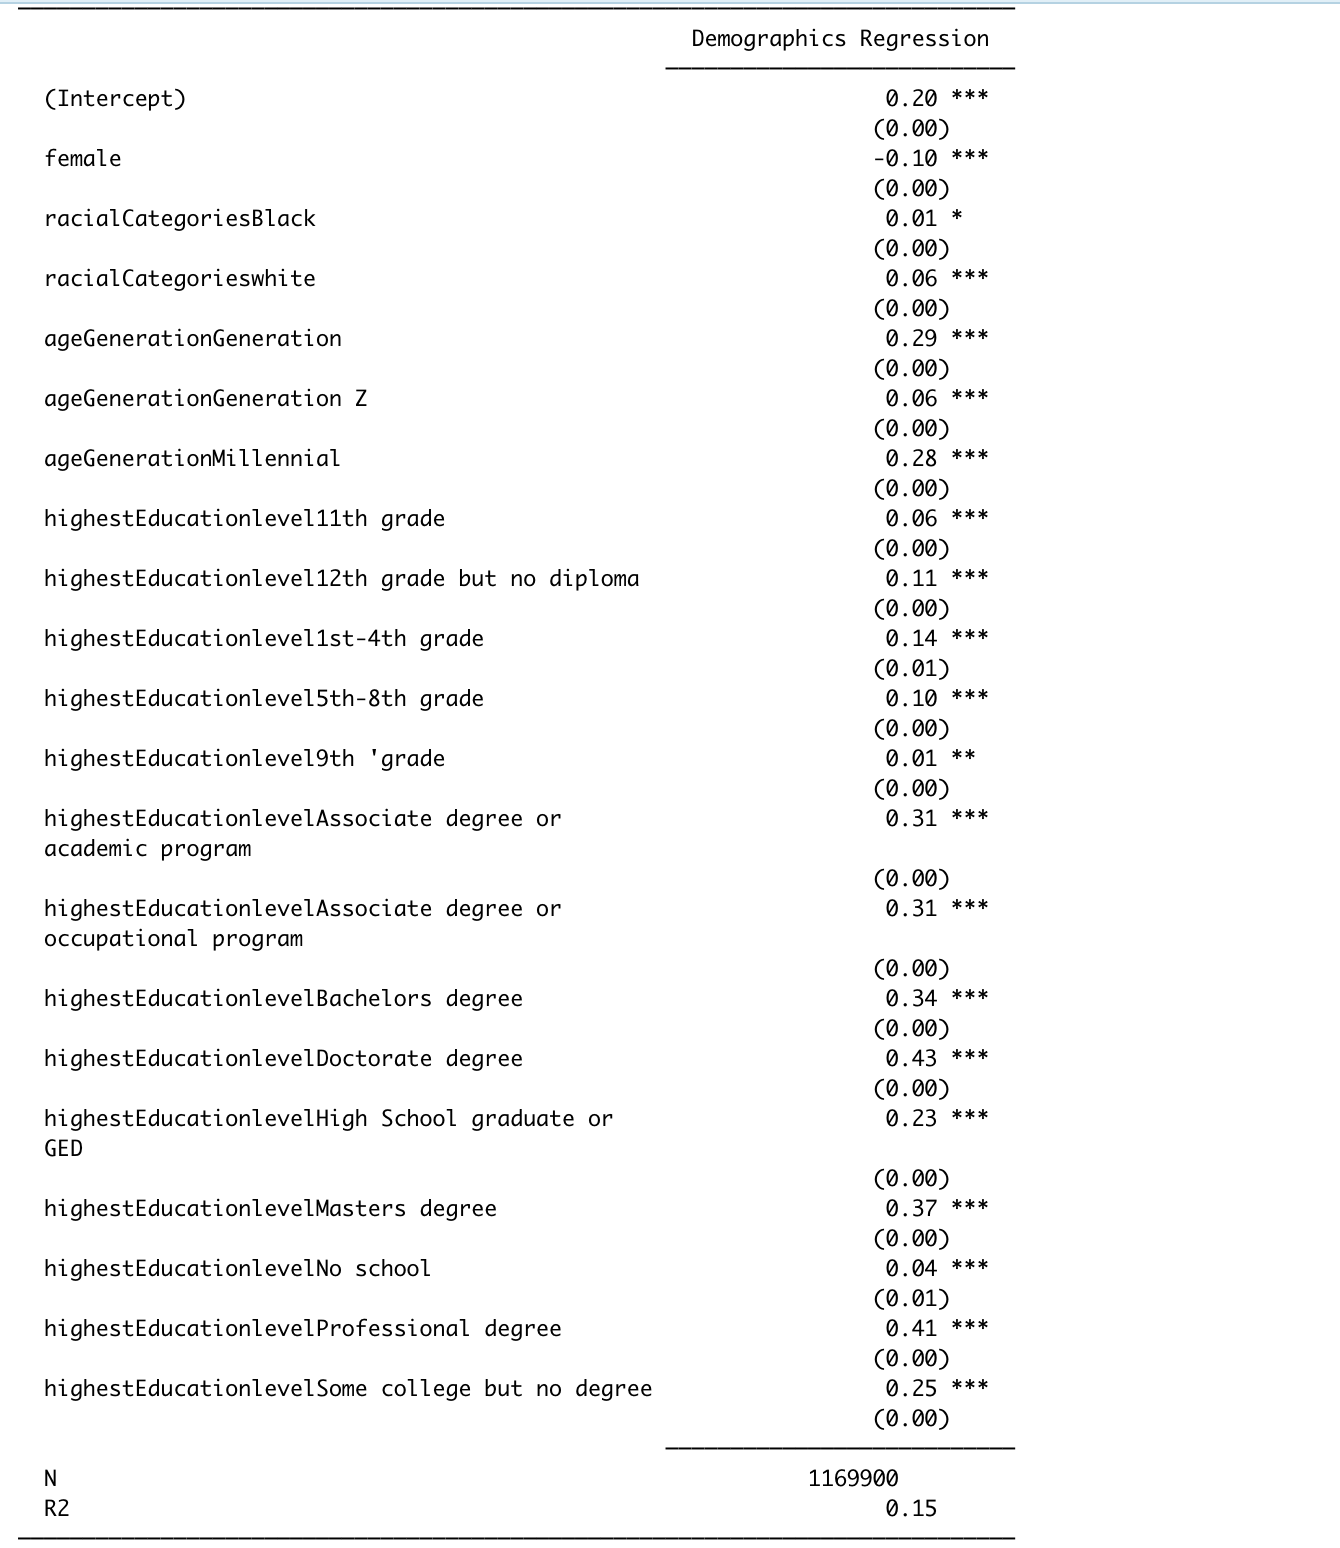 Demographics Regression
(Intercept) 0.20 ***
(0.00)
female -0.10 ***
(0.00)
racialCategoriesBlack 0.01 *
(0.00)
racialCategorieswhite 0.06 ***
(0.00)
ageGenerationGeneration 0.29 ***
(0.00)
ageGenerationGeneration Z 0.06 ***
(0.00)
ageGenerationMillennial 0.28 ***
(0.00)
highestEducationlevel11th grade 0.06 ***
(0.00)
highestEducationlevel12th grade but no diploma 0.11 ***
(0.00)
highestEducationlevel1st-4th grade 0.14 ***
(0.01)
highestEducationlevel5th-8th grade 0.10 ***
(0.00)
highestEducationlevel9th 'grade 0.01 **
(0.00)
highestEducationlevelAssociate degree or 0.31 ***
academic program
(0.00)
highestEducationlevelAssociate degree or 0.31 ***
occupational program
(0.00)
highestEducationlevelBachelors degree 0.34 ***
(0.00)
highestEducationlevelDoctorate degree 0.43 ***
(0.00)
highestEducationlevelHigh School graduate or 0.23 ***
GED
(0.00)
highestEducationlevelMasters degree 0.37 ***
(0.00)
highestEducationlevelNo school 0.04 ***
(0.01)
highestEducationlevelProfessional degree 0.41 ***
(0.00)
highestEducationlevelSome college but no degree 0.25 ***
(0.00)
N 1169900
R2 0.15